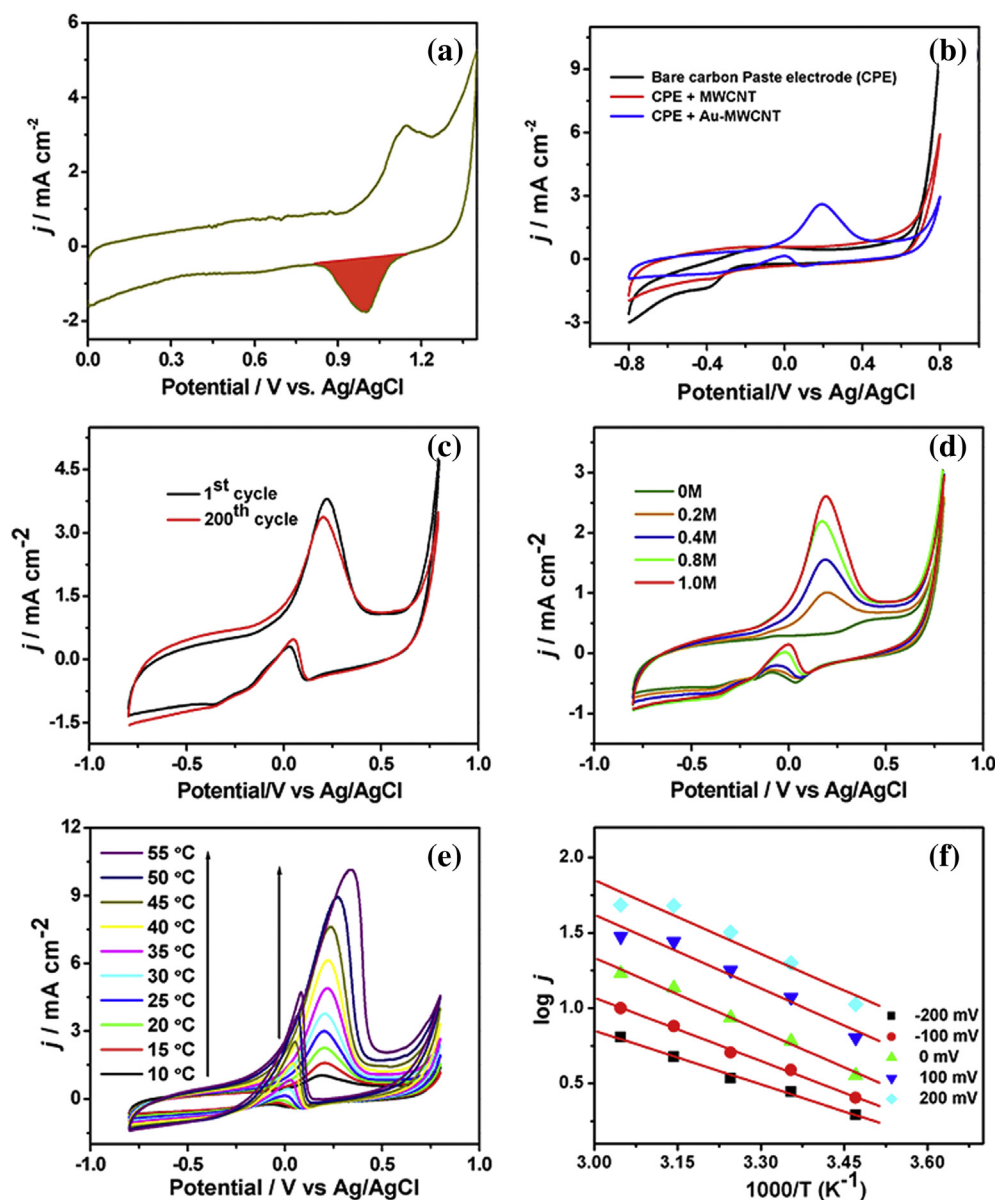 (a)
6
4
2
0
-2
j / mA cm-2
0.0 0.3 0.6 0.9 1.2
Potential / V vs. Ag/AgCl
(b)
9
6
3
0
-3
j / mA cm-2
Bare carbon Paste electrode (CPE)
CPE + MWCNT
CPE + Au-MWCNT
-0.8 -0.4 0.0 0.4 0.8
Potential/V vs Ag/AgCl
(c)
4.5
3.0
1.5
0.0
-1.5
j / mA cm-2
1st cycle
200th cycle
-1.0 -0.5 0.0 0.5 1.0
Potential/V vs Ag/AgCl
(d)
3
2
1
0
-1
j / mA cm-2
0M
0.2M
0.4M
0.8M
1.0M
-1.0 -0.5 0.0 0.5 1.0
Potential / V vs Ag/AgCl
(e)
12
9
6
3
0
j / mA cm-2
55 °C
50 °C
45 °C
40 °C
35 °C
30 °C
25 °C
20 °C
15 °C
10 °C
-1.0 -0.5 0.0 0.5 1.0
Potential / V vs Ag/AgCl
(f)
2.0
1.5
1.0
0.5
log j
-200 mV
-100 mV
0 mV
100 mV
200 mV
3.00 3.15 3.30 3.45 3.60
1000/T (K-1)